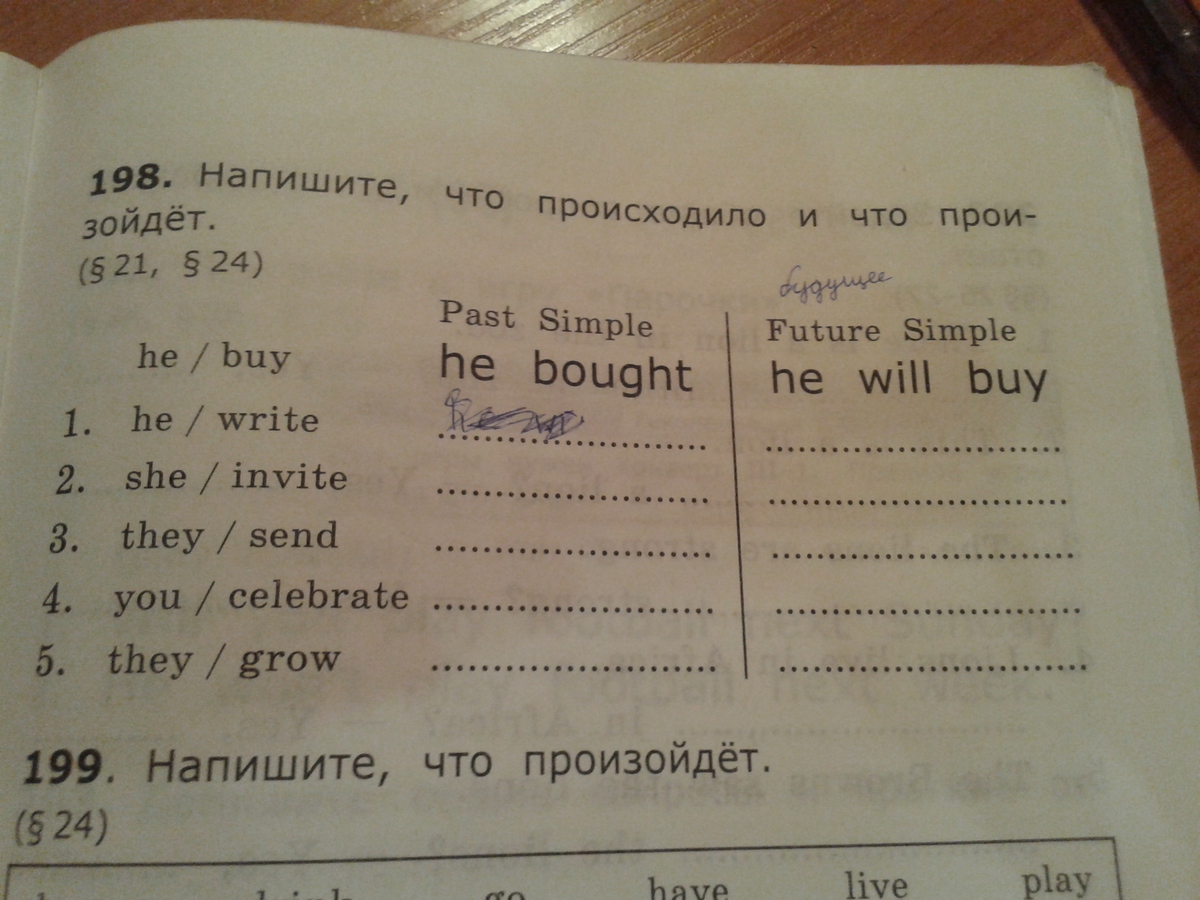 198. Напишите, что происходило и что прои-
зойдёт.
(§ 21, § 24)
будущее
Past Simple Future Simple
he / buy he bought he will buy
1. he / write ........................ ........................
2. she / invite ........................ ........................
3. they / send ........................ ........................
4. you / celebrate ........................ ........................
5. they / grow ........................ ........................
199. Напишите, что произойдёт.
(§ 24)
drink go have live play